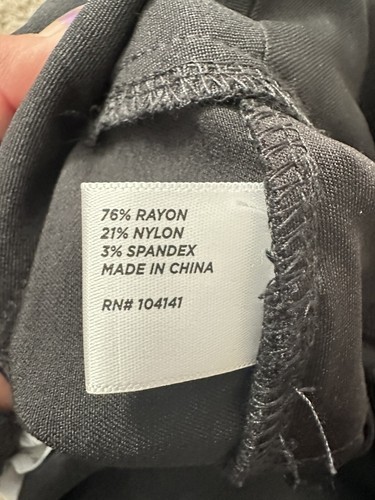 76% RAYON
21% NYLON
3% SPANDEX
MADE IN CHINA
RN# 104141